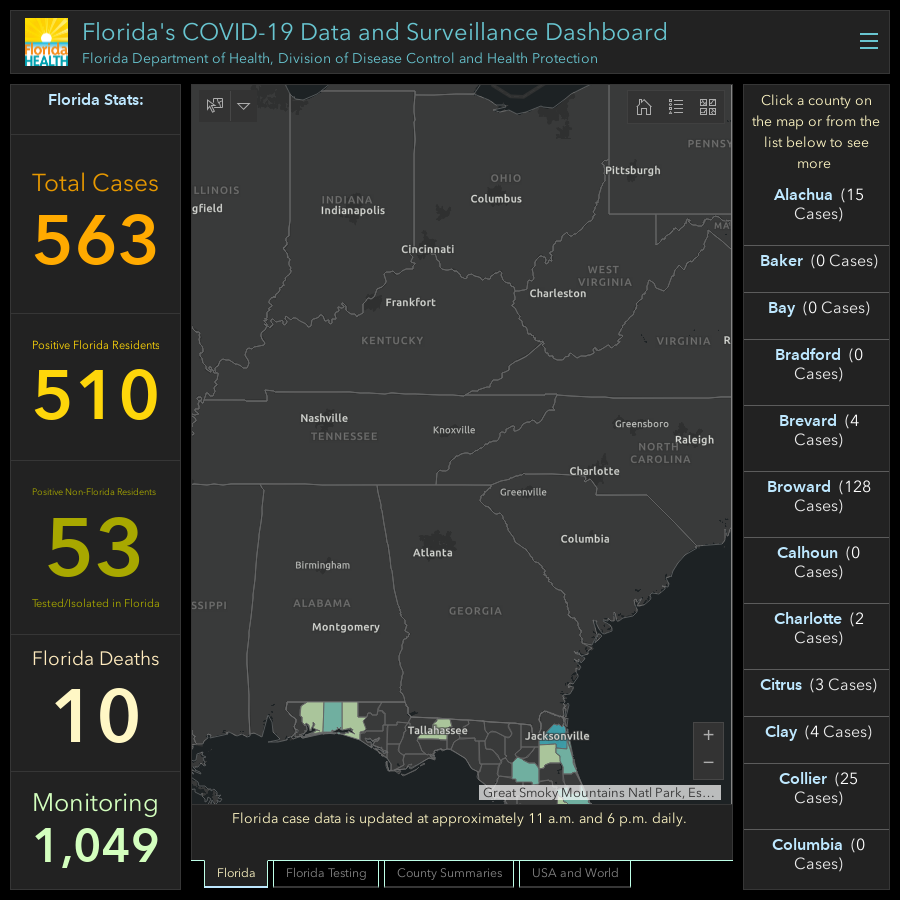 Florida HEALTH
Florida's COVID-19 Data and Surveillance Dashboard
Florida Department of Health, Division of Disease Control and Health Protection
Florida Stats:
Total Cases
563
Positive Florida Residents
510
Positive Non-Florida Residents
53
Tested/Isolated in Florida
Florida Deaths
10
Monitoring
1,049
PENNSY
Pittsburgh
OHIO
Columbus
LLINOIS
gfield
INDIANA
Indianapolis
MA
Cincinnati
WEST
VIRGINIA
Charleston
Frankfort
KENTUCKY
VIRGINIA
R
Nashville
TENNESSEE
Knoxville
Greensboro
Raleigh
NORTH
CAROLINA
Charlotte
Greenville
Columbia
Atlanta
Birmingham
SSIPPI
ALABAMA
GEORGIA
Montgomery
Tallahassee
Jacksonville
+
−
Great Smoky Mountains Natl Park, Es…
Florida case data is updated at approximately 11 a.m. and 6 p.m. daily.
Florida
Florida Testing
County Summaries
USA and World
Click a county on
the map or from the
list below to see
more
Alachua (15
Cases)
Baker (0 Cases)
Bay (0 Cases)
Bradford (0
Cases)
Brevard (4
Cases)
Broward (128
Cases)
Calhoun (0
Cases)
Charlotte (2
Cases)
Citrus (3 Cases)
Clay (4 Cases)
Collier (25
Cases)
Columbia (0
Cases)